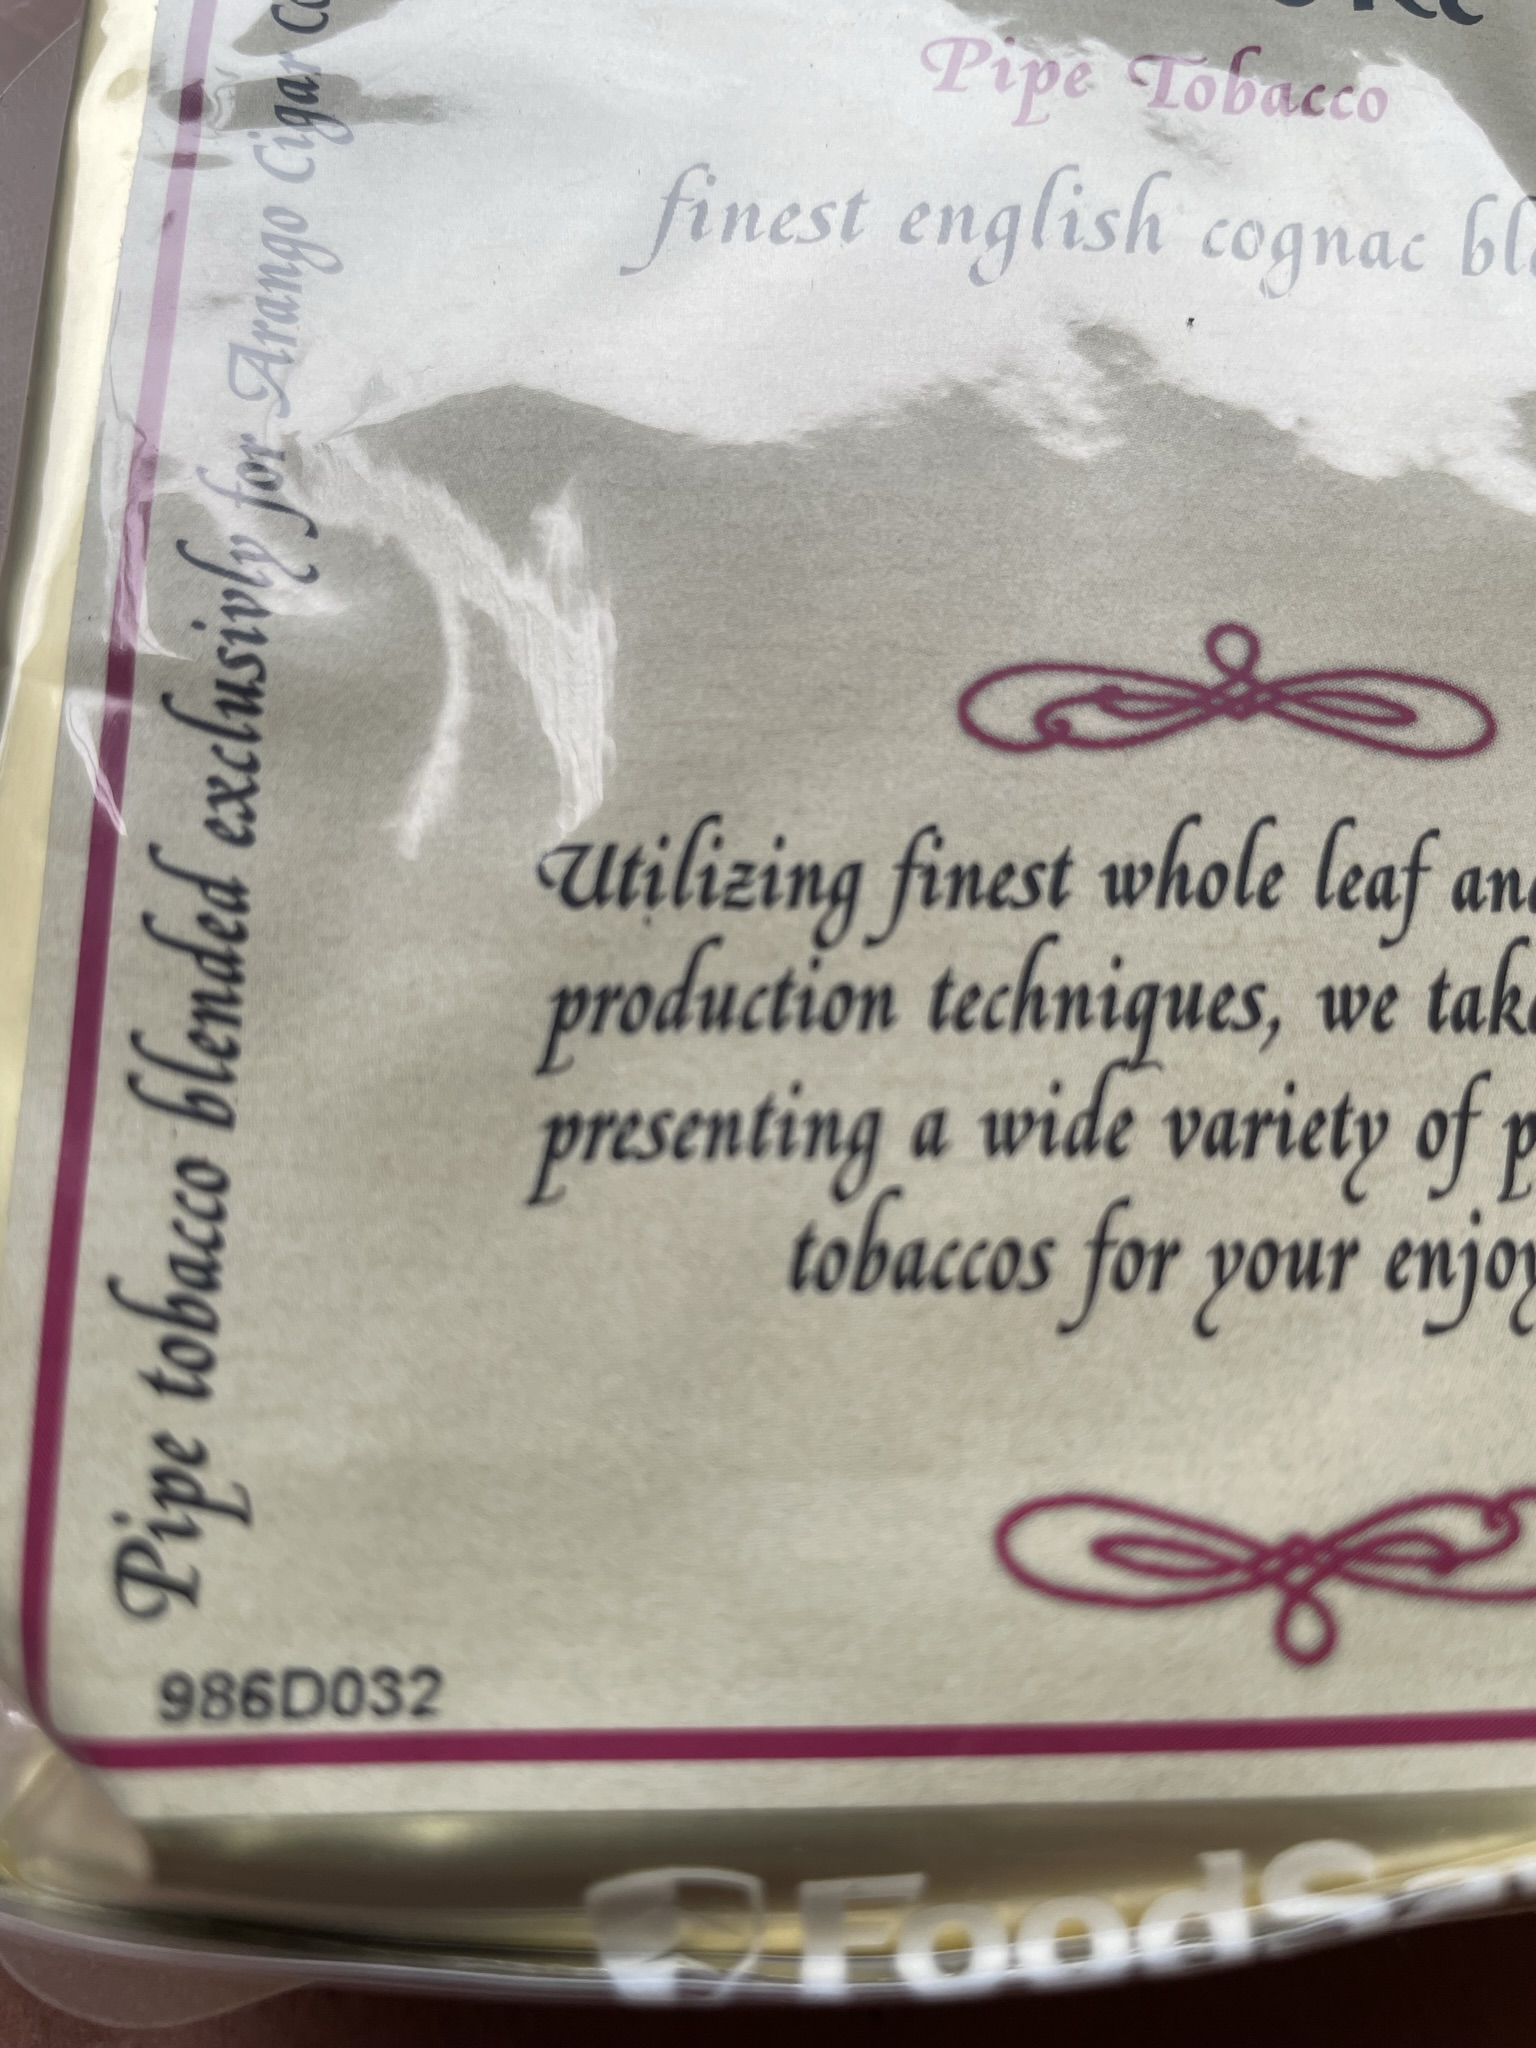 Pipe Tobacco
finest english cognac
Utilizing finest whole leaf
production techniques, we
presenting a wide variety of
tobaccos for your
Pipe tobacco blended exclusivly for Arango Cigar
986D032